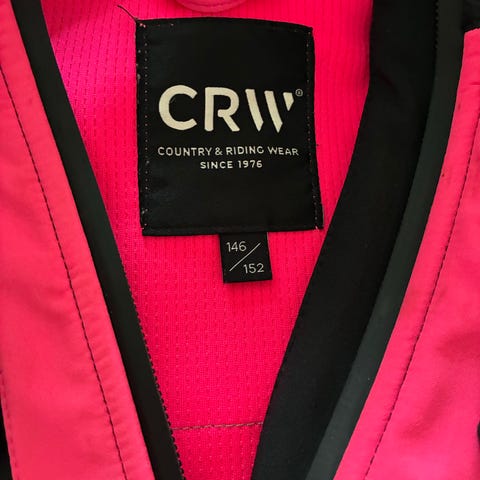 CRW®
COUNTRY & RIDING WEAR
SINCE 1976
146/
152